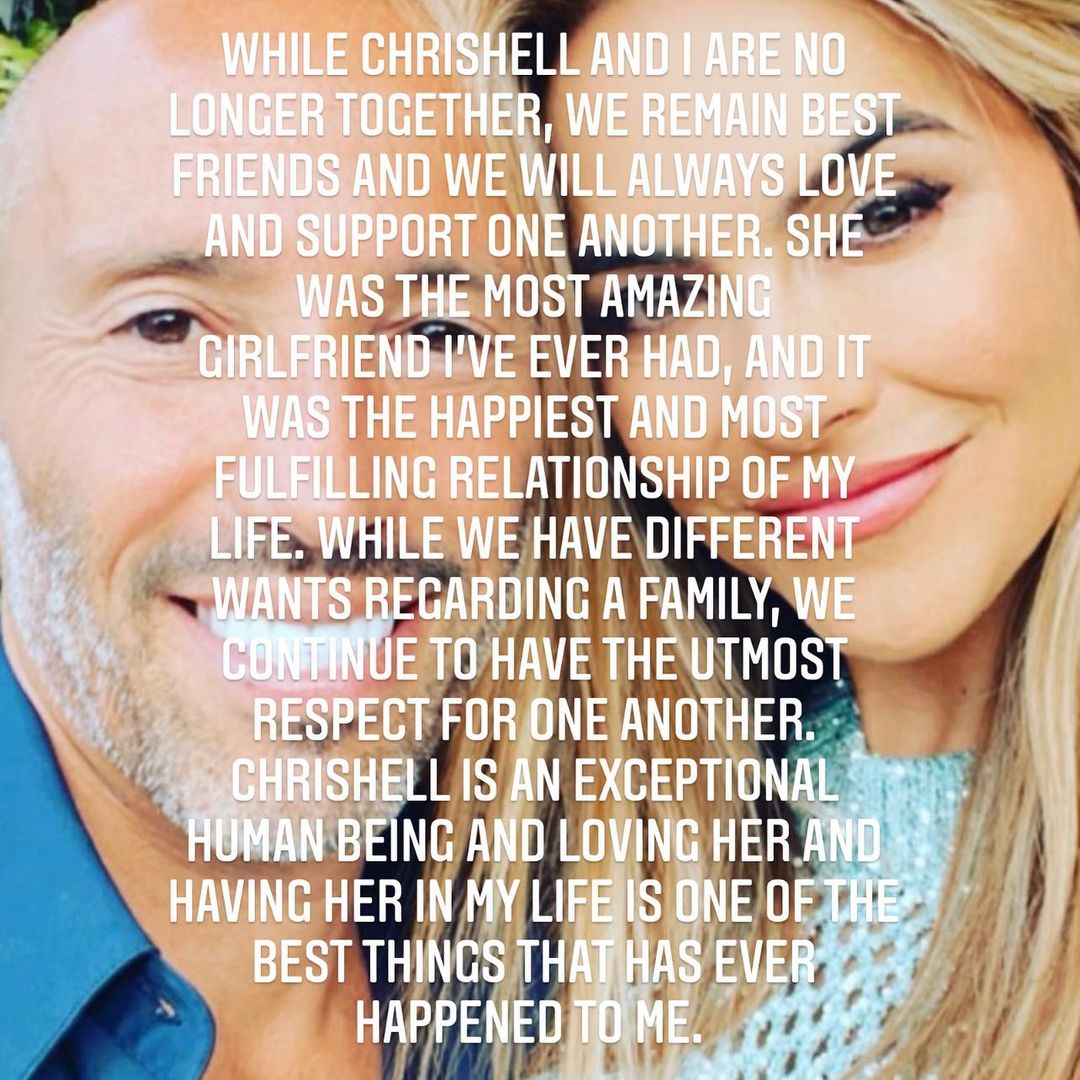 WHILE CHRISHELL AND I ARE NO
LONGER TOGETHER, WE REMAIN BEST
FRIENDS AND WE WILL ALWAYS LOVE
AND SUPPORT ONE ANOTHER. SHE
WAS THE MOST AMAZING
GIRLFRIEND I'VE EVER HAD, AND IT
WAS THE HAPPIEST AND MOST
FULFILLING RELATIONSHIP OF MY
LIFE. WHILE WE HAVE DIFFERENT
WANTS REGARDING A FAMILY, WE
CONTINUE TO HAVE THE UTMOST
RESPECT FOR ONE ANOTHER.
CHRISHELL IS AN EXCEPTIONAL
HUMAN BEING AND LOVING HER AND
HAVING HER IN MY LIFE IS ONE OF THE
BEST THINGS THAT HAS EVER
HAPPENED TO ME.